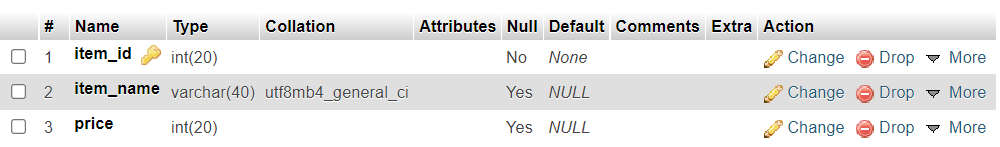 # Name Type Collation Attributes Null Default Comments Extra Action
1 item_id int(20) No None Change Drop More
2 item_name varchar(40) utf8mb4_general_ci Yes NULL Change Drop More
3 price int(20) Yes NULL Change Drop More